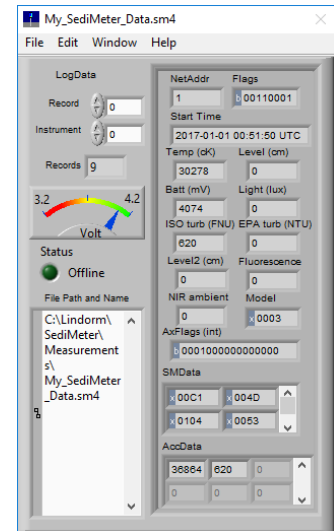 My_SediMeter_Data.sm4
File Edit Window Help
LogData
Record 0
Instrument 0
Records 9
3.2 4.2
Volt
Status
Offline
File Path and Name
C:\Lindorm\
SediMeter\
Measurement
s\
My_SediMeter
_Data.sm4
NetAddr Flags
1 b 00110001
Start Time
2017-01-01 00:51:50 UTC
Temp (cK) Level (cm)
30278 0
Batt (mV) Light (lux)
4074 0
ISO turb (FNU) EPA turb (NTU)
620 0
Level2 (cm) Fluorescence
0 0
NIR ambient Model
0 x 0003
AxFlags (int)
b 0001000000000000
SMData
x 00C1 x 004D
x 0104 x 0053
AccData
36864 620 0
0 0 0